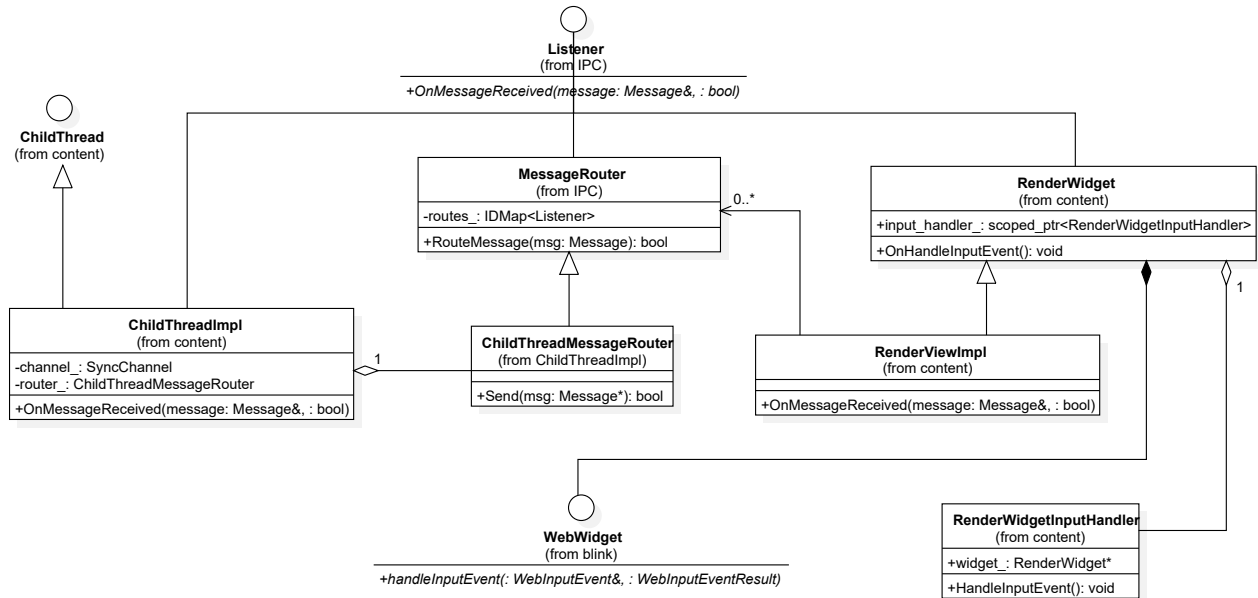 Listener
(from IPC)
+OnMessageReceived(message: Message&, : bool)
ChildThread
(from content)
MessageRouter
(from IPC)
-routes_: IDMap<Listener>
+RouteMessage(msg: Message): bool
0..*
RenderWidget
(from content)
+input_handler_: scoped_ptr<RenderWidgetInputHandler>
+OnHandleInputEvent(): void
1
ChildThreadImpl
(from content)
-channel_: SyncChannel
-router_: ChildThreadMessageRouter
+OnMessageReceived(message: Message&, : bool)
1
ChildThreadMessageRouter
(from ChildThreadImpl)
+Send(msg: Message*): bool
RenderViewImpl
(from content)
+OnMessageReceived(message: Message&, : bool)
WebWidget
(from blink)
+handleInputEvent(: WebInputEvent&, : WebInputEventResult)
RenderWidgetInputHandler
(from content)
+widget_: RenderWidget*
+HandleInputEvent(): void